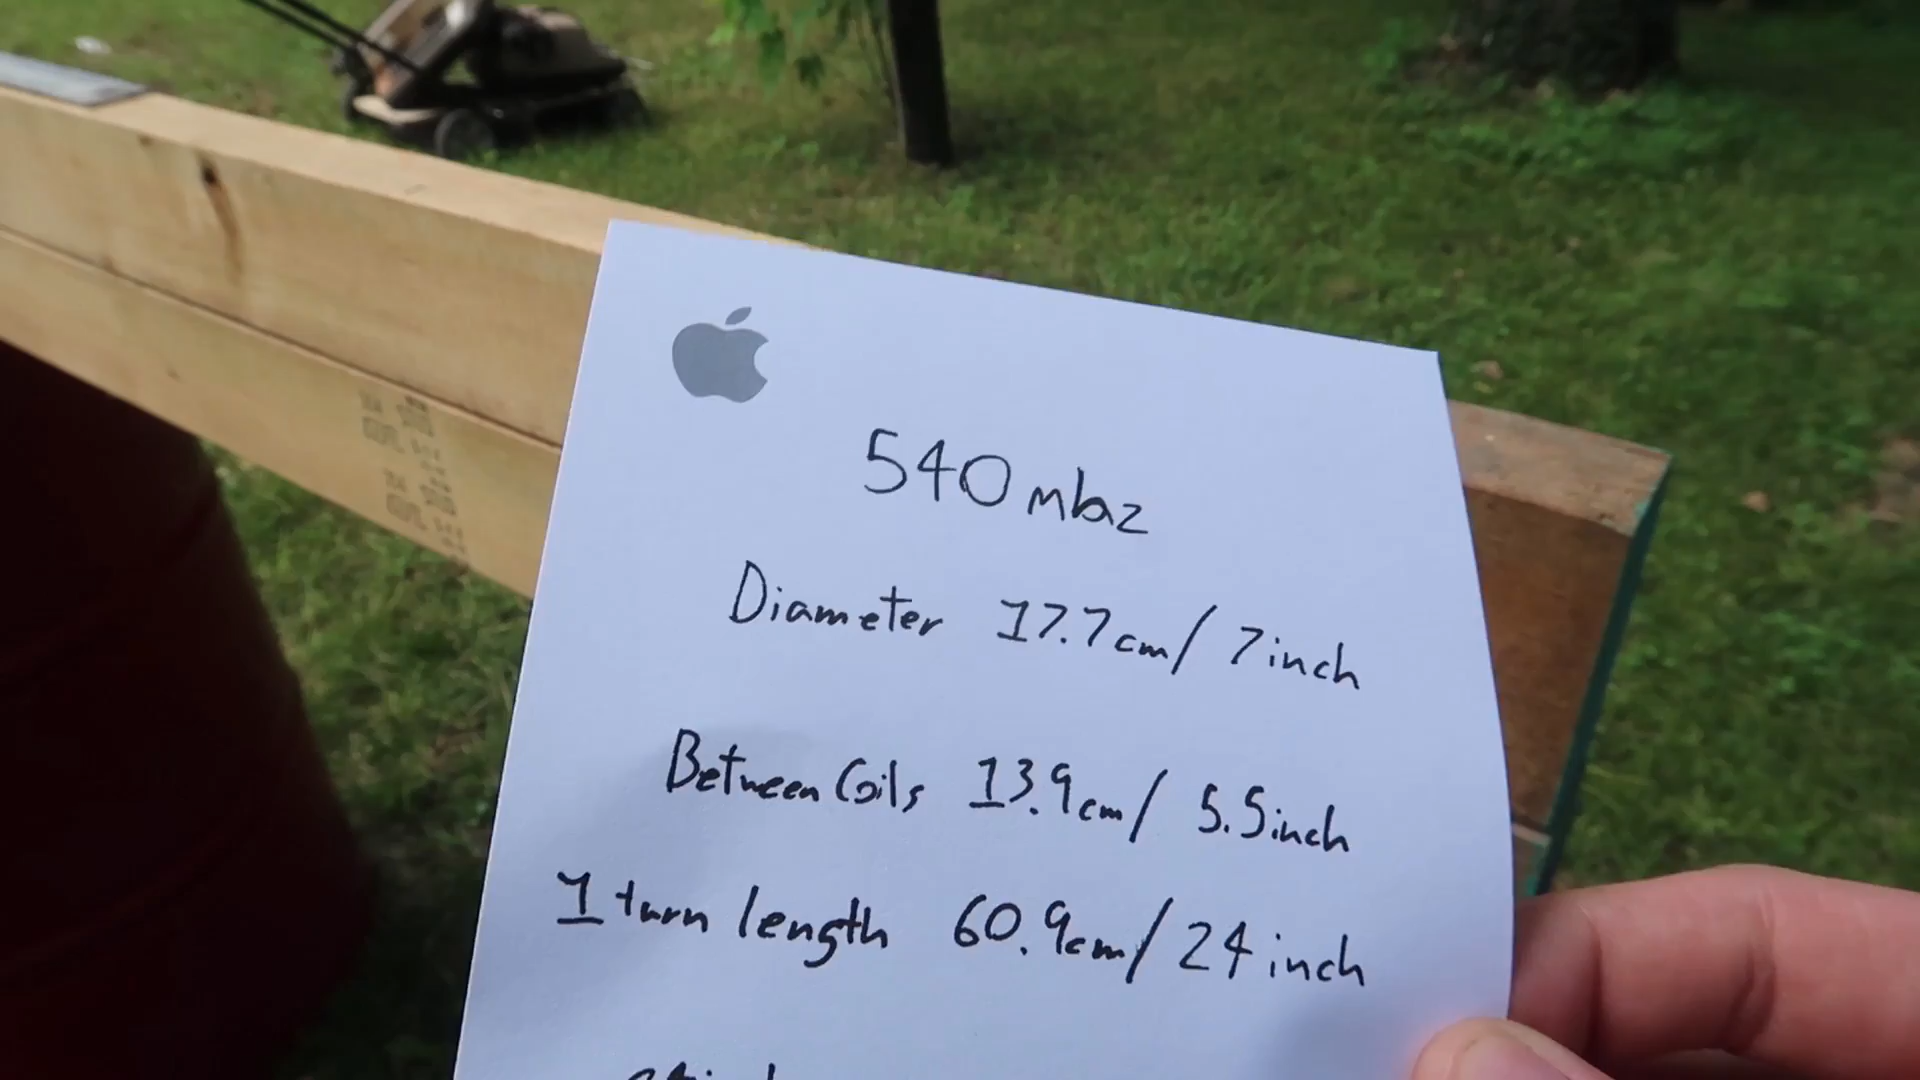 540 mhz
Diameter 17.7cm/ 7inch
Between Coils 13.9cm/ 5.5inch
1 turn length 60.9cm/ 24 inch